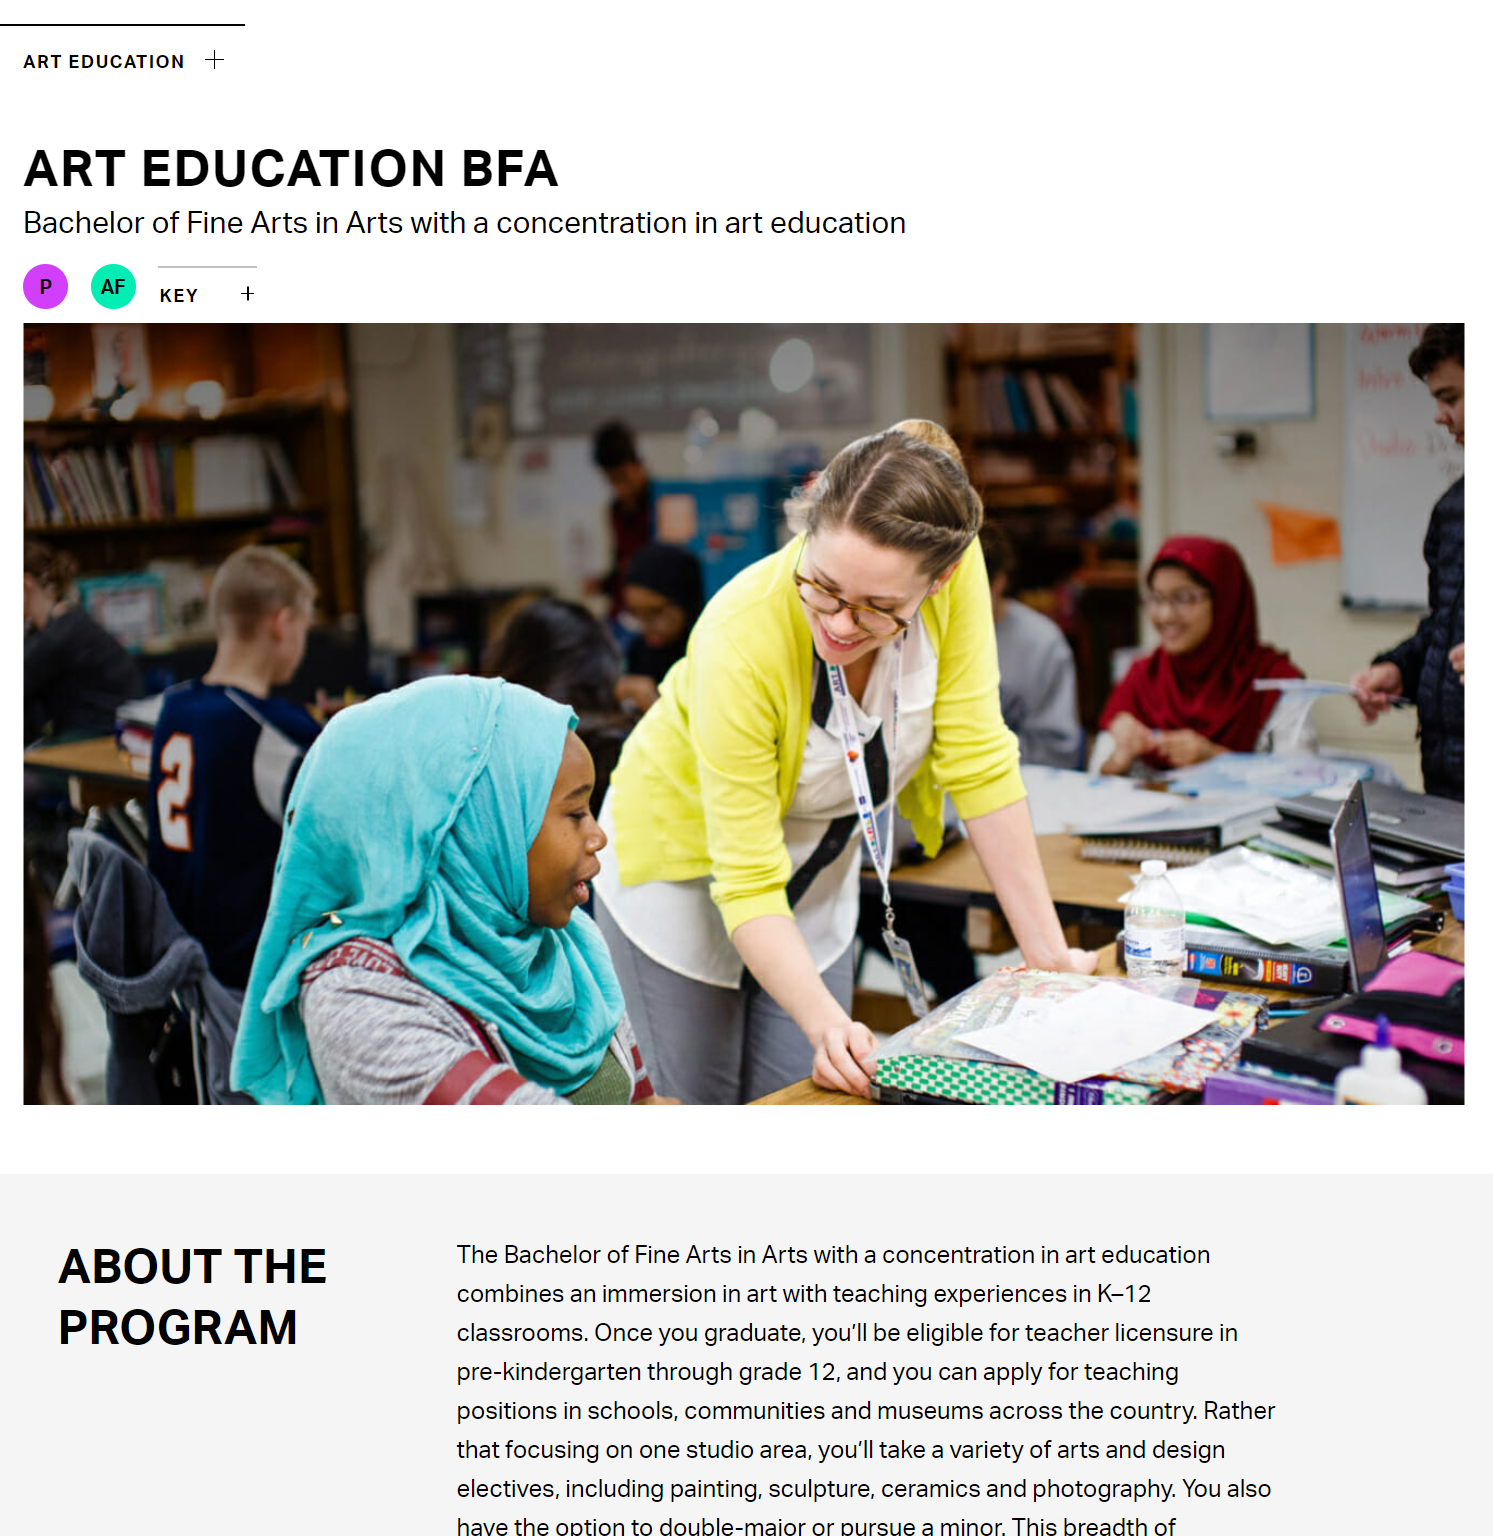 ART EDUCATION
ART EDUCATION BFA
Bachelor of Fine Arts in Arts with a concentration in art education
P AF KEY
2
ABOUT THE
PROGRAM
The Bachelor of Fine Arts in Arts with a concentration in art education
combines an immersion in art with teaching experiences in K–12
classrooms. Once you graduate, you’ll be eligible for teacher licensure in
pre-kindergarten through grade 12, and you can apply for teaching
positions in schools, communities and museums across the country. Rather
that focusing on one studio area, you’ll take a variety of arts and design
electives, including painting, sculpture, ceramics and photography. You also
have the option to double-major or pursue a minor. This breadth of